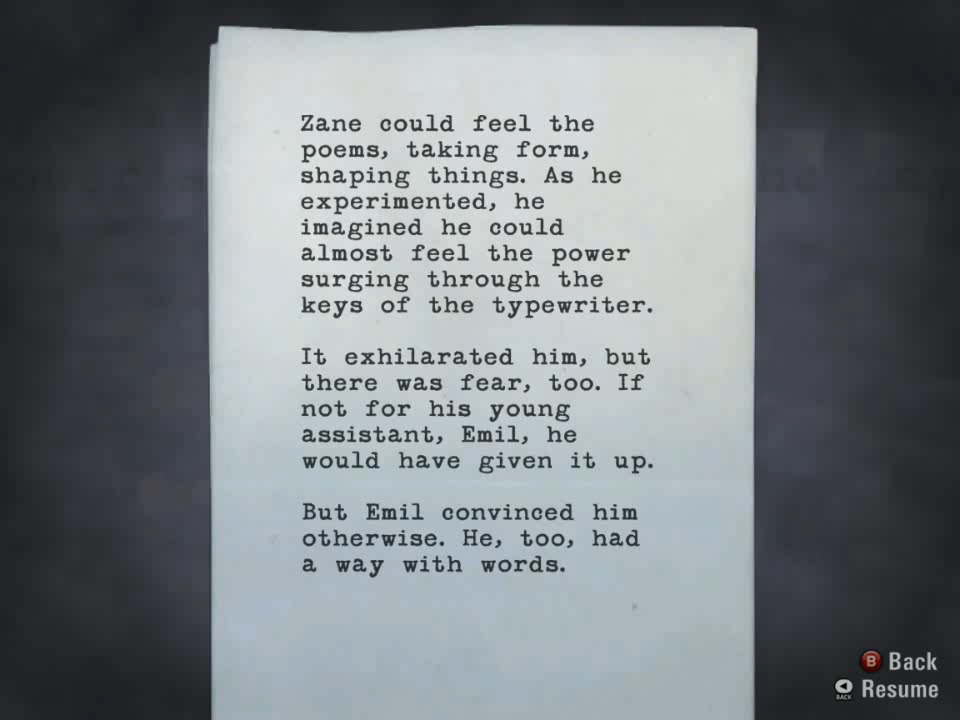 Zane could feel the
poems, taking form,
shaping things. As he
experimented, he
imagined he could
almost feel the power
surging through the
keys of the typewriter.
It exhilarated him, but
there was fear, too. If
not for his young
assistant, Emil, he
would have given it up.
But Emil convinced him
otherwise. He, too, had
a way with words.
B Back
BACK Resume